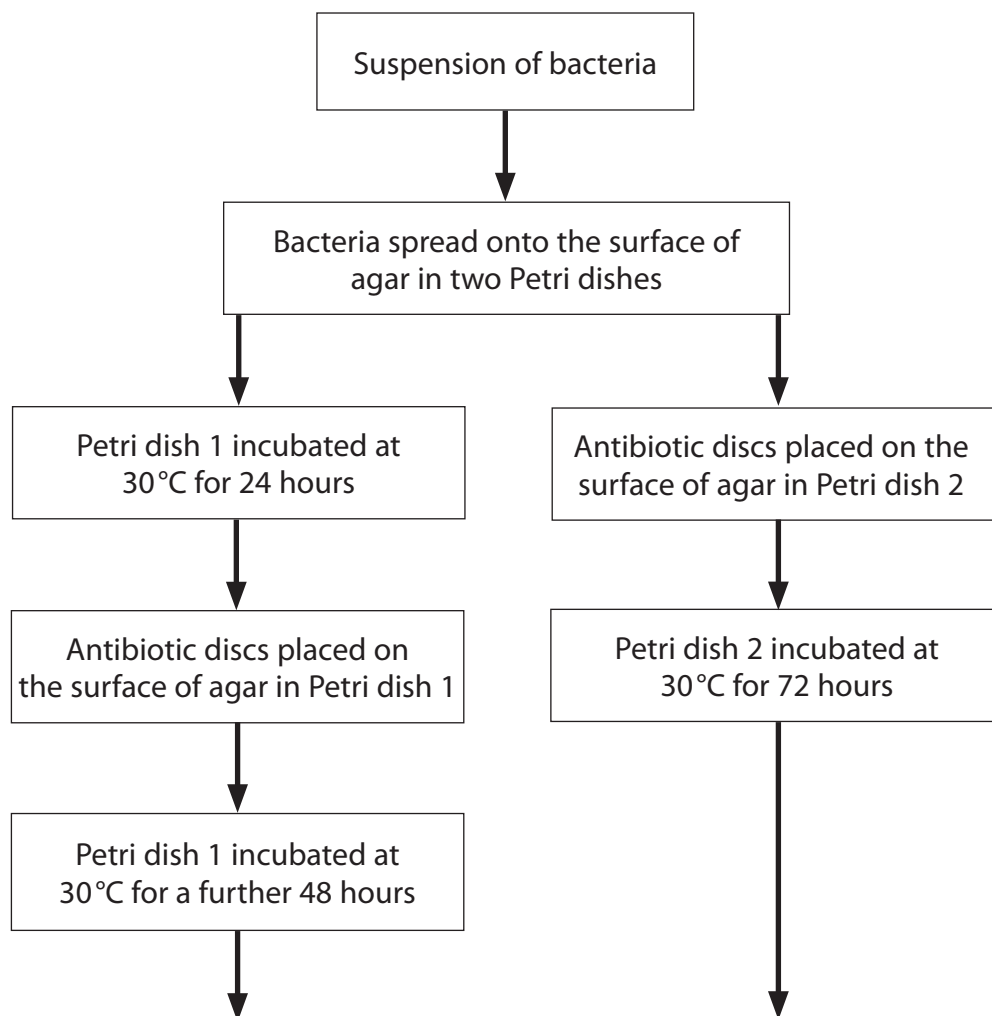 Suspension of bacteria
Bacteria spread onto the surface of
agar in two Petri dishes
Petri dish 1 incubated at
30°C for 24 hours
Antibiotic discs placed on the
surface of agar in Petri dish 2
Antibiotic discs placed on
the surface of agar in Petri dish 1
Petri dish 2 incubated at
30°C for 72 hours
Petri dish 1 incubated at
30°C for a further 48 hours